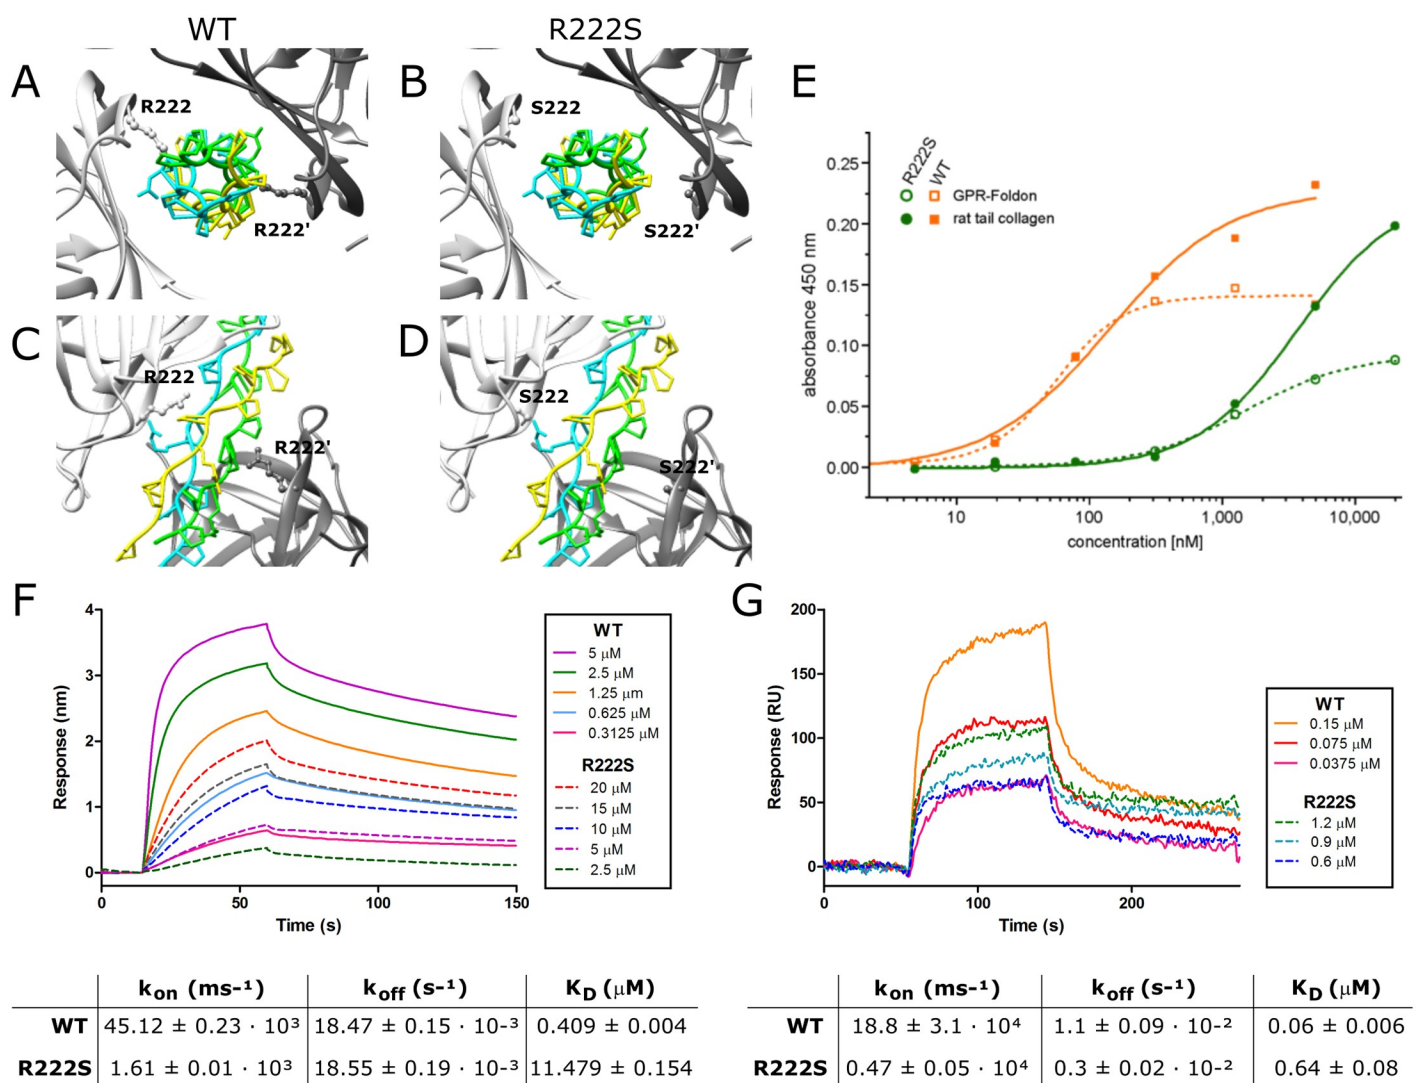 WT
R222S
A
R222
R222'
B
S222
S222'
C
R222
R222'
D
S222
S222'
E
R222S
WT
GPR-Foldon
rat tail collagen
absorbance 450 nm
0.25
0.20
0.15
0.10
0.05
0.00
10
100
1,000
10,000
concentration [nM]
F
Response (nm)
4
3
2
1
0
0
50
100
150
Time (s)
WT
5 μM
2.5 μM
1.25 μm
0.625 μM
0.3125 μM
R222S
20 μM
15 μM
10 μM
5 μM
2.5 μM
G
Response (RU)
200
150
100
50
0
0
100
200
Time (s)
WT
0.15 μM
0.075 μM
0.0375 μM
R222S
1.2 μM
0.9 μM
0.6 μM
kon (ms-¹) koff (s-¹) KD (μM)
WT 45.12 ± 0.23 · 10³ 18.47 ± 0.15 · 10-³ 0.409 ± 0.004
R222S 1.61 ± 0.01 · 10³ 18.55 ± 0.19 · 10-³ 11.479 ± 0.154
kon (ms-¹) koff (s-¹) KD (μM)
WT 18.8 ± 3.1 · 10⁴ 1.1 ± 0.09 · 10-² 0.06 ± 0.006
R222S 0.47 ± 0.05 · 10⁴ 0.3 ± 0.02 · 10-² 0.64 ± 0.08